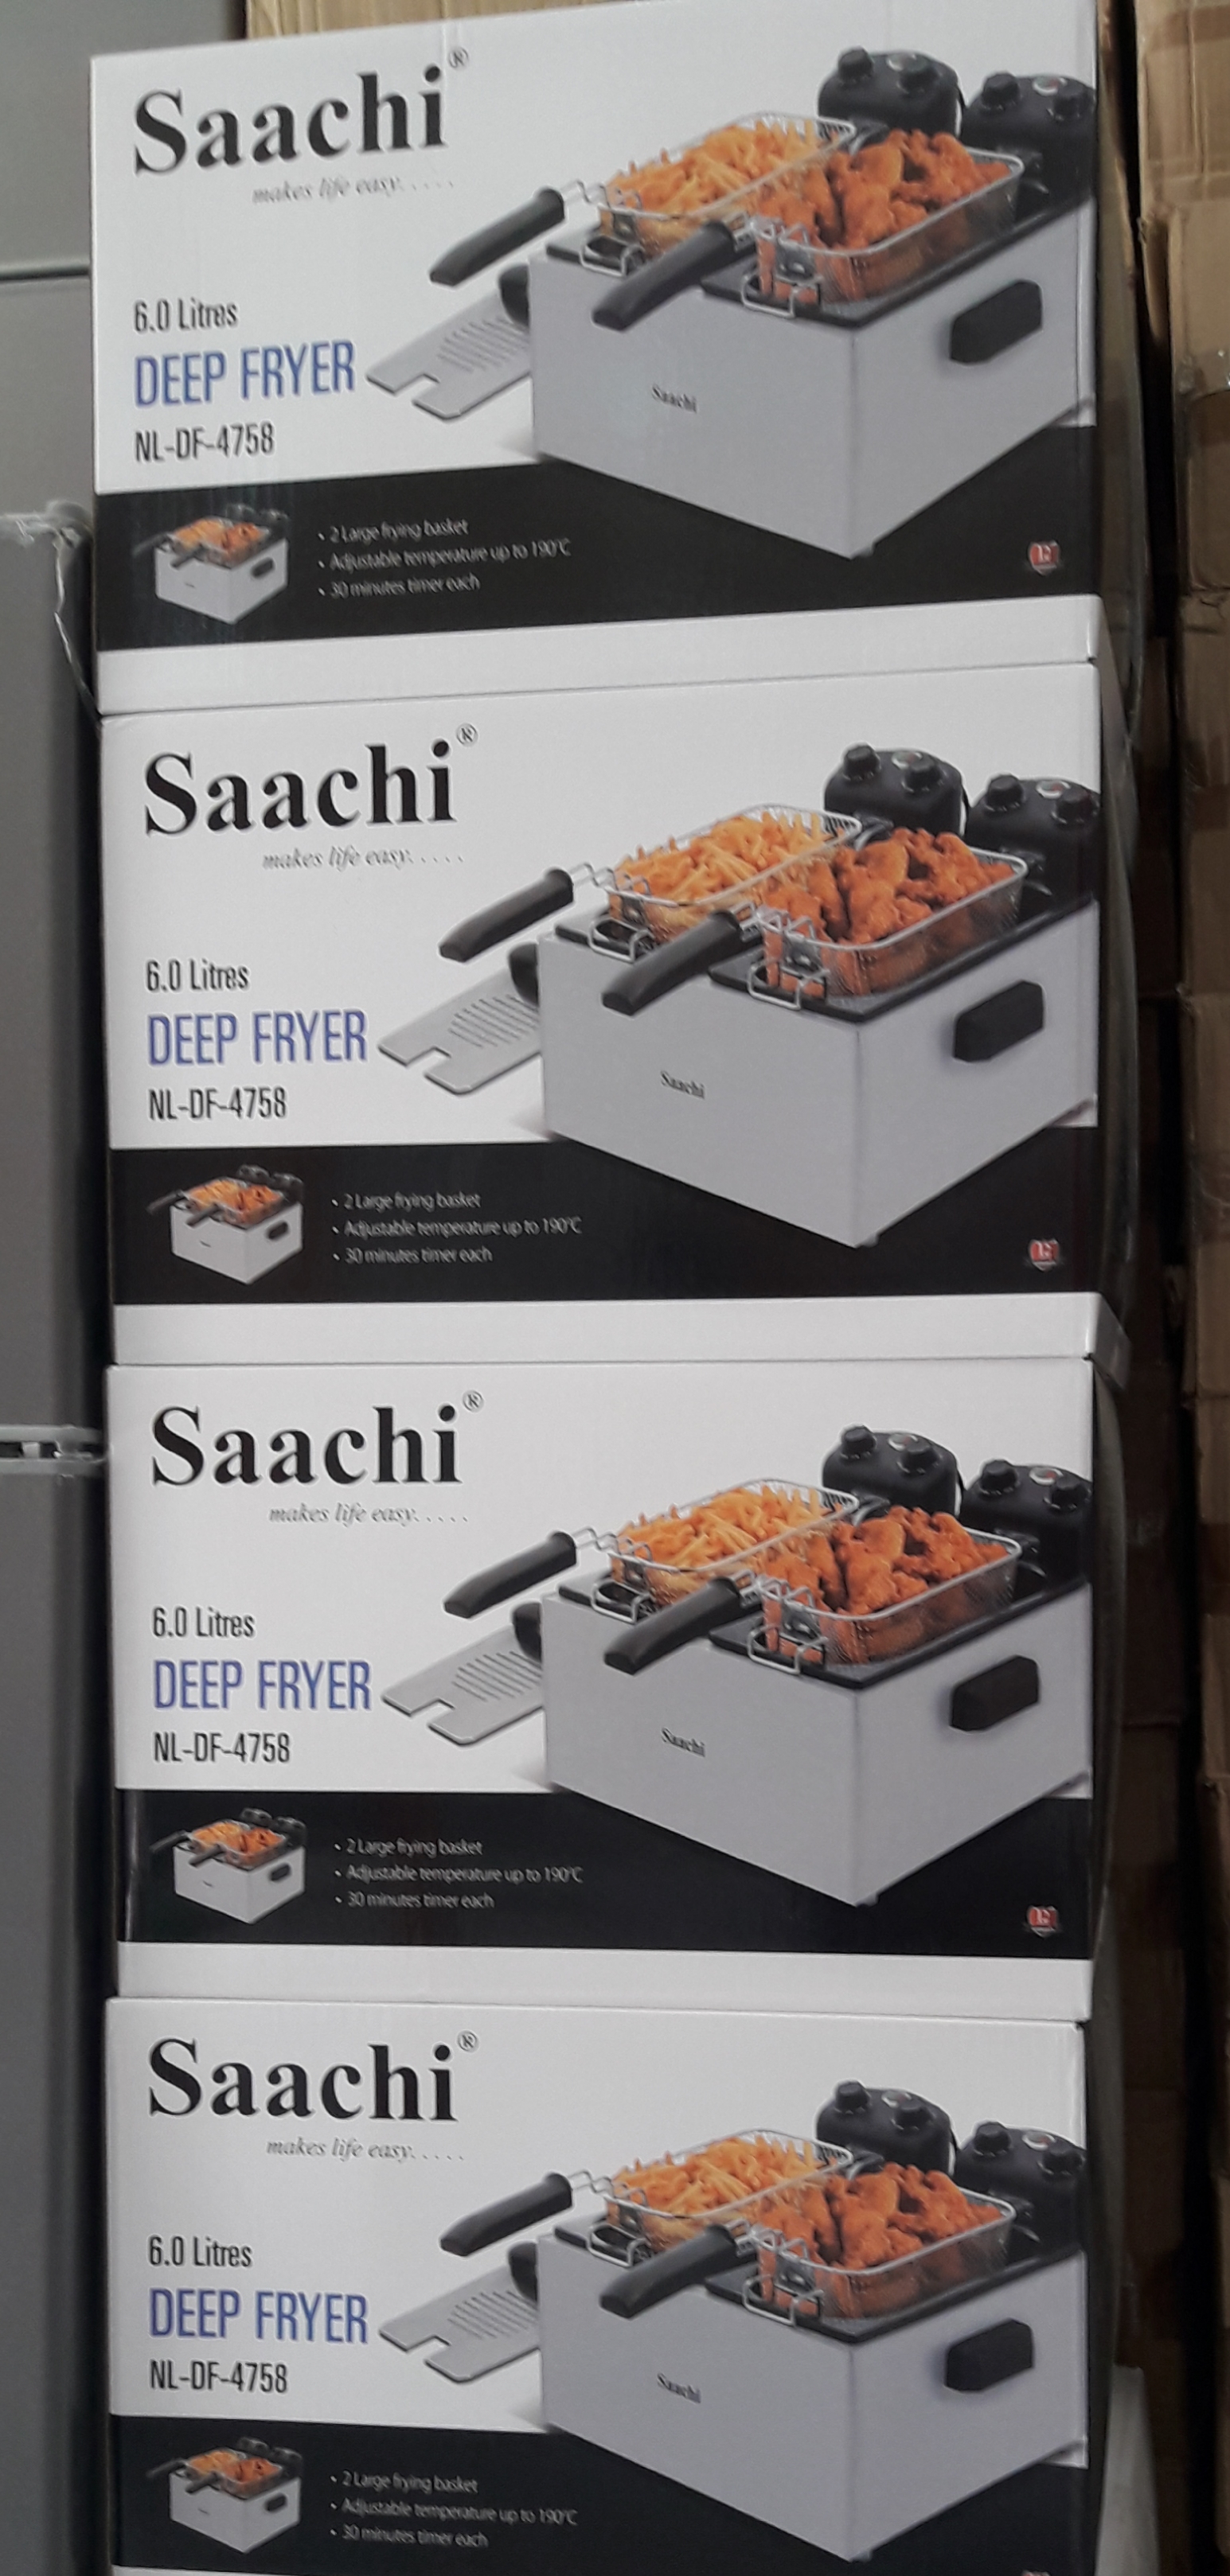 Saachi®
makes life easy.....
6.0 Litres
DEEP FRYER
NL-DF-4758
Saachi
• 2 Large frying basket
• Adjustable temperature up to 190°C
• 30 minutes timer each
Saachi®
makes life easy.....
6.0 Litres
DEEP FRYER
NL-DF-4758
Saachi
• 2 Large frying basket
• Adjustable temperature up to 190°C
• 30 minutes timer each
Saachi®
makes life easy.....
6.0 Litres
DEEP FRYER
NL-DF-4758
Saachi
• 2 Large frying basket
• Adjustable temperature up to 190°C
• 30 minutes timer each
Saachi®
makes life easy.....
6.0 Litres
DEEP FRYER
NL-DF-4758
Saachi
• 2 Large frying basket
• Adjustable temperature up to 190°C
• 30 minutes timer each